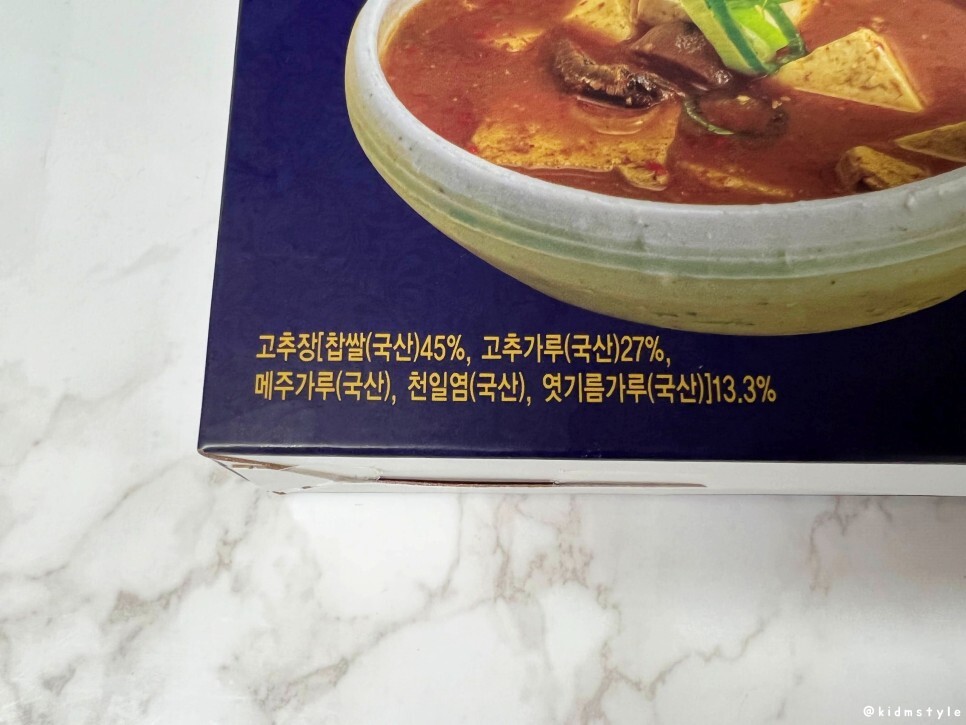 고추장[찹쌀(국산)45%, 고추가루(국산)27%,
메주가루(국산), 천일염(국산), 엿기름가루(국산)]13.3%
@kidmstyle